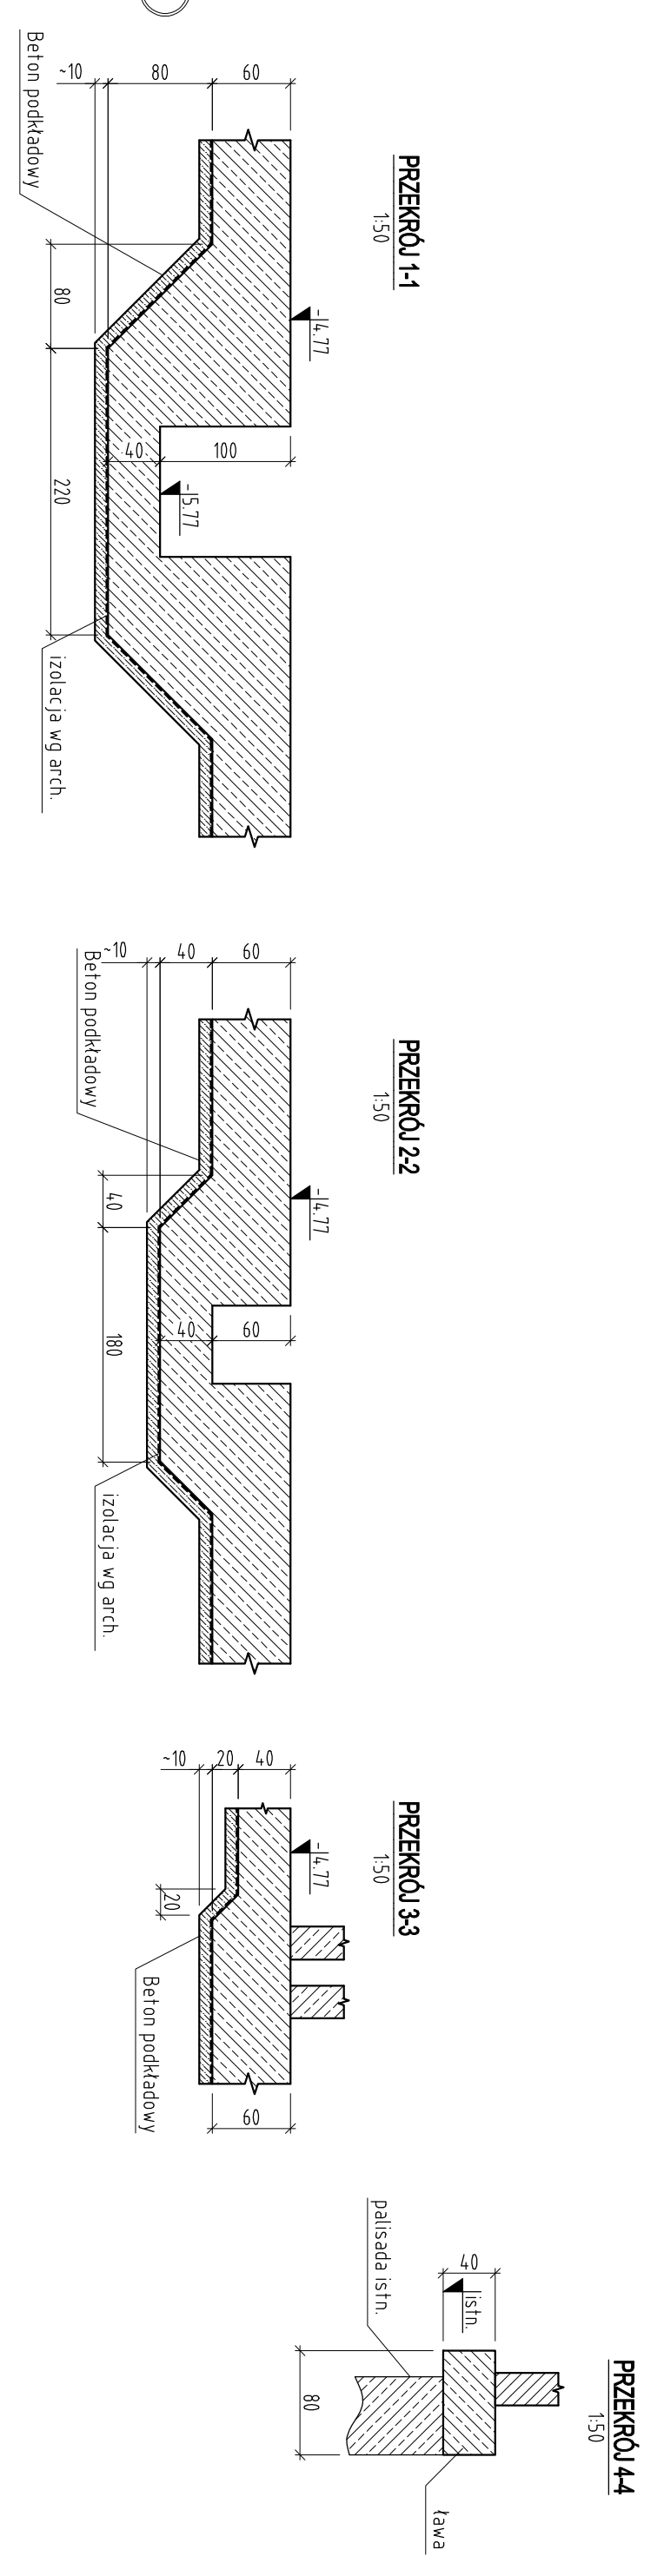 PRZEKRÓJ 1-1
1:50
-4.77
60
80
~10
100
40
-5.77
80
220
Beton podkładowy
izolacja wg arch.
PRZEKRÓJ 2-2
1:50
-4.77
60
40
~10
60
40
40
180
Beton podkładowy
izolacja wg arch.
PRZEKRÓJ 3-3
1:50
-4.77
40
20
~10
20
60
Beton podkładowy
PRZEKRÓJ 4-4
1:50
40
istn.
palisada istn.
80
ława